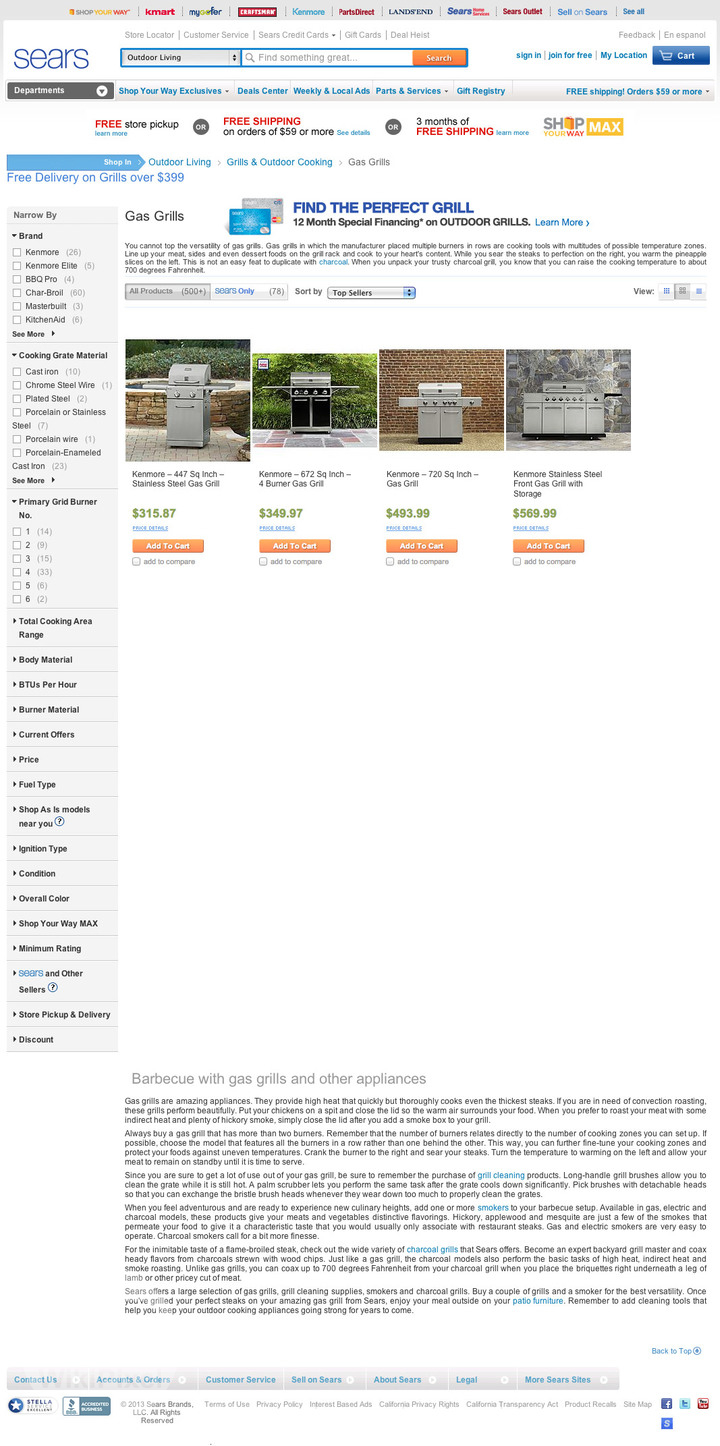 SHOP YOUR WAY
kmart
mygofer
CRAFTSMAN
Kenmore
PartsDirect
LANDS'END
Sears Home Services
Sears Outlet
Sell on Sears
See all
sears
Store Locator | Customer Service | Sears Credit Cards | Gift Cards | Deal Heist
Feedback | En espanol
Outdoor Living
Find something great...
Search
sign in | join for free | My Location
Cart
Departments
Shop Your Way Exclusives
Deals Center
Weekly & Local Ads
Parts & Services
Gift Registry
FREE shipping! Orders $59 or more
FREE store pickup
learn more
OR
FREE SHIPPING
on orders of $59 or more See details
OR
3 months of
FREE SHIPPING learn more
SHOP YOUR WAY MAX
Shop In
Outdoor Living > Grills & Outdoor Cooking > Gas Grills
Free Delivery on Grills over $399
Narrow By
Brand
Kenmore (26)
Kenmore Elite (5)
BBQ Pro (4)
Char-Broil (60)
Masterbuilt (3)
KitchenAid (6)
See More
Cooking Grate Material
Cast iron (10)
Chrome Steel Wire (1)
Plated Steel (2)
Porcelain or Stainless
Steel (7)
Porcelain wire (1)
Porcelain-Enameled
Cast Iron (23)
See More
Primary Grid Burner
No.
1 (14)
2 (9)
3 (15)
4 (33)
5 (6)
6 (2)
Total Cooking Area
Range
Body Material
BTUs Per Hour
Burner Material
Current Offers
Price
Fuel Type
Shop As Is models
near you ?
Ignition Type
Condition
Overall Color
Shop Your Way MAX
Minimum Rating
sears and Other
Sellers ?
Store Pickup & Delivery
Discount
Gas Grills
FIND THE PERFECT GRILL
12 Month Special Financing* on OUTDOOR GRILLS. Learn More ›
You cannot top the versatility of gas grills. Gas grills in which the manufacturer placed multiple burners in rows are cooking tools with multitudes of possible temperature zones.
Line up your meat, sides and even dessert foods on the grill rack and cook to your heart's content. While you sear the steaks to perfection on the right, you warm the pineapple
slices on the left. This is not an easy feat to duplicate with charcoal. When you unpack your trusty charcoal grill, you know that you can raise the cooking temperature to about
700 degrees Fahrenheit.
All Products (500+)
sears Only (78)
Sort by
Top Sellers
View:
Kenmore – 447 Sq Inch –
Stainless Steel Gas Grill
$315.87
PRICE DETAILS
Add To Cart
add to compare
Kenmore – 672 Sq Inch –
4 Burner Gas Grill
$349.97
PRICE DETAILS
Add To Cart
add to compare
Kenmore – 720 Sq Inch –
Gas Grill
$493.99
PRICE DETAILS
Add To Cart
add to compare
Kenmore Stainless Steel
Front Gas Grill with
Storage
$569.99
PRICE DETAILS
Add To Cart
add to compare
Barbecue with gas grills and other appliances
Gas grills are amazing appliances. They provide high heat that quickly but thoroughly cooks even the thickest steaks. If you are in need of convection roasting,
these grills perform beautifully. Put your chickens on a spit and close the lid so the warm air surrounds your food. When you prefer to roast your meat with some
indirect heat and plenty of hickory smoke, simply close the lid after you add a smoke box to your grill.
Always buy a gas grill that has more than two burners. Remember that the number of burners relates directly to the number of cooking zones you can set up. If
possible, choose the model that features all the burners in a row rather than one behind the other. This way, you can further fine-tune your cooking zones and
protect your foods against uneven temperatures. Crank the burner to the right and sear your steaks. Turn the temperature to warming on the left and allow your
meat to remain on standby until it is time to serve.
Since you are sure to get a lot of use out of your gas grill, be sure to remember the purchase of grill cleaning products. Long-handle grill brushes allow you to
clean the grate while it is still hot. A palm scrubber lets you perform the same task after the grate cools down significantly. Pick brushes with detachable heads
so that you can exchange the bristle brush heads whenever they wear down too much to properly clean the grates.
When you feel adventurous and are ready to experience new culinary heights, add one or more smokers to your barbecue setup. Available in gas, electric and
charcoal models, these products give your meats and vegetables distinctive flavorings. Hickory, applewood and mesquite are just a few of the smokes that
permeate your food to give it a characteristic taste that you would usually only associate with restaurant steaks. Gas and electric smokers are very easy to
operate. Charcoal smokers call for a bit more finesse.
For the inimitable taste of a flame-broiled steak, check out the wide variety of charcoal grills that Sears offers. Become an expert backyard grill master and coax
heady flavors from charcoals strewn with wood chips. Just like a gas grill, the charcoal models also perform the basic tasks of high heat, indirect heat and
smoke roasting. Unlike gas grills, you can coax up to 700 degrees Fahrenheit from your charcoal grill when you place the briquettes right underneath a leg of
lamb or other pricey cut of meat.
Sears offers a large selection of gas grills, grill cleaning supplies, smokers and charcoal grills. Buy a couple of grills and a smoker for the best versatility. Once
you've grilled your perfect steaks on your amazing gas grill from Sears, enjoy your meal outside on your patio furniture. Remember to add cleaning tools that
help you keep your outdoor cooking appliances going strong for years to come.
Back to Top
Contact Us
Accounts & Orders
Customer Service
Sell on Sears
About Sears
Legal
More Sears Sites
STELLA SERVICE EXCELLENT
BBB ACCREDITED BUSINESS
© 2013 Sears Brands,
LLC. All Rights
Reserved
Terms of Use Privacy Policy Interest Based Ads California Privacy Rights California Transparency Act Product Recalls Site Map